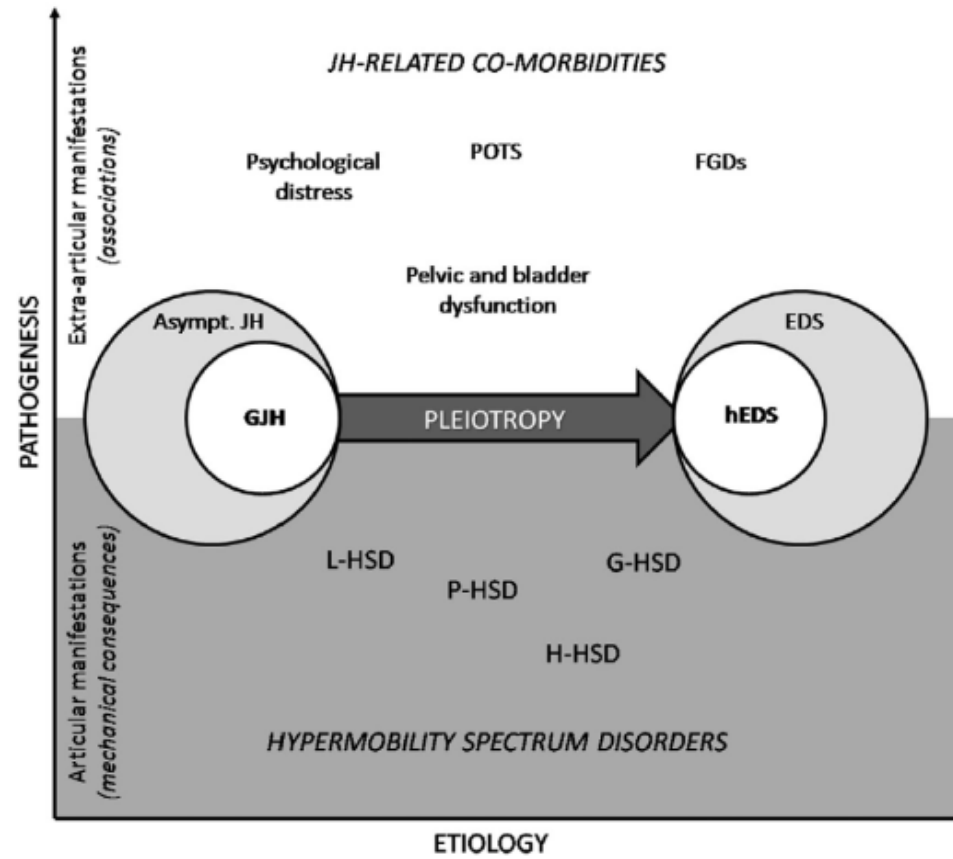 JH-RELATED CO-MORBIDITIES
Extra-articular manifestations
(associations)
Psychological
distress
POTS
FGDs
Pelvic and bladder
dysfunction
Asympt. JH
EDS
PATHOGENESIS
GJH
PLEIOTROPY
hEDS
Articular manifestations
(mechanical consequences)
L-HSD
P-HSD
G-HSD
H-HSD
HYPERMOBILITY SPECTRUM DISORDERS
ETIOLOGY